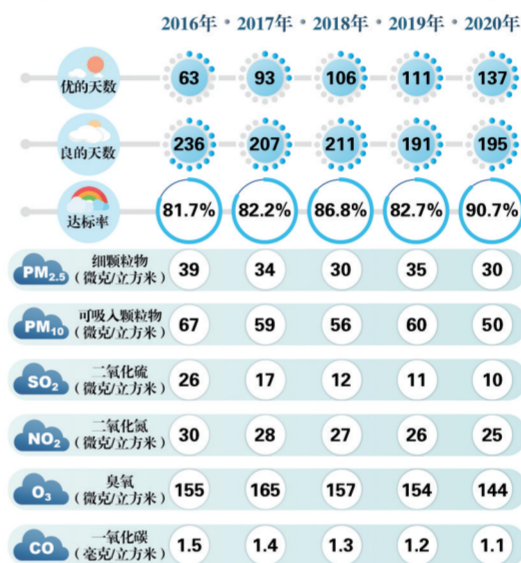 2016年·2017年·2018年·2019年·2020年
优的天数 63 93 106 111 137
良的天数 236 207 211 191 195
达标率 81.7% 82.2% 86.8% 82.7% 90.7%
PM2.5 细颗粒物
(微克/立方米) 39 34 30 35 30
PM10 可吸入颗粒物
(微克/立方米) 67 59 56 60 50
SO2 二氧化硫
(微克/立方米) 26 17 12 11 10
NO2 二氧化氮
(微克/立方米) 30 28 27 26 25
O3 臭氧
(微克/立方米) 155 165 157 154 144
CO 一氧化碳
(毫克/立方米) 1.5 1.4 1.3 1.2 1.1